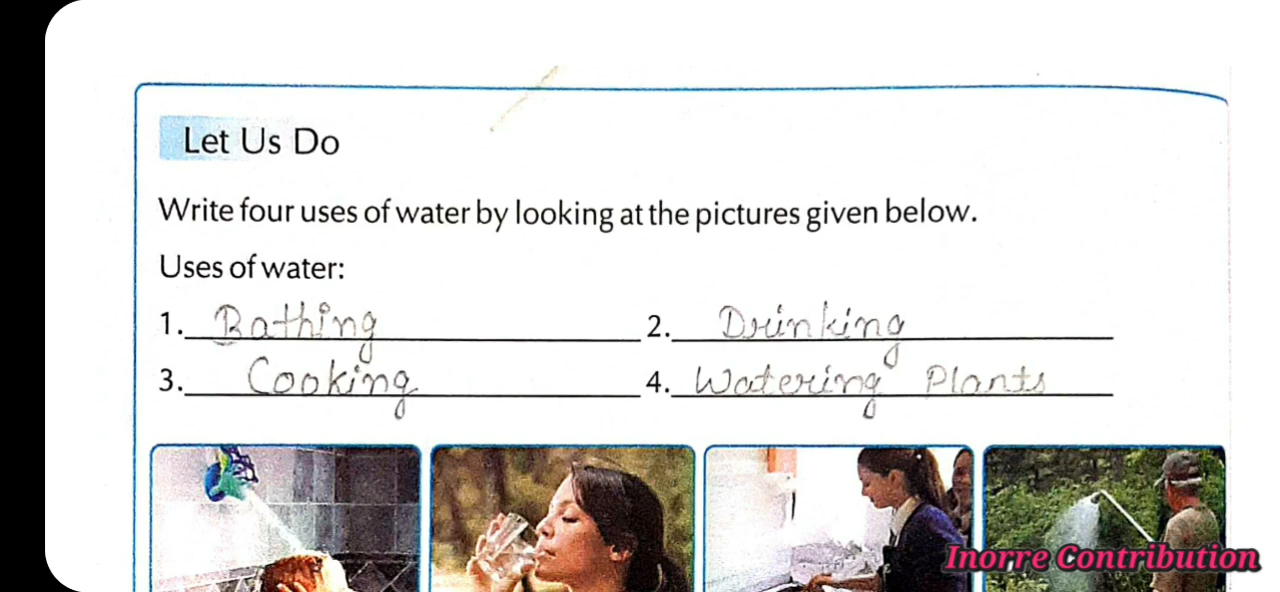 Let Us Do
Write four uses of water by looking at the pictures given below.
Uses of water:
1. Bathing 2. Drinking
3. Cooking 4. Watering Plants
Inorre Contribution